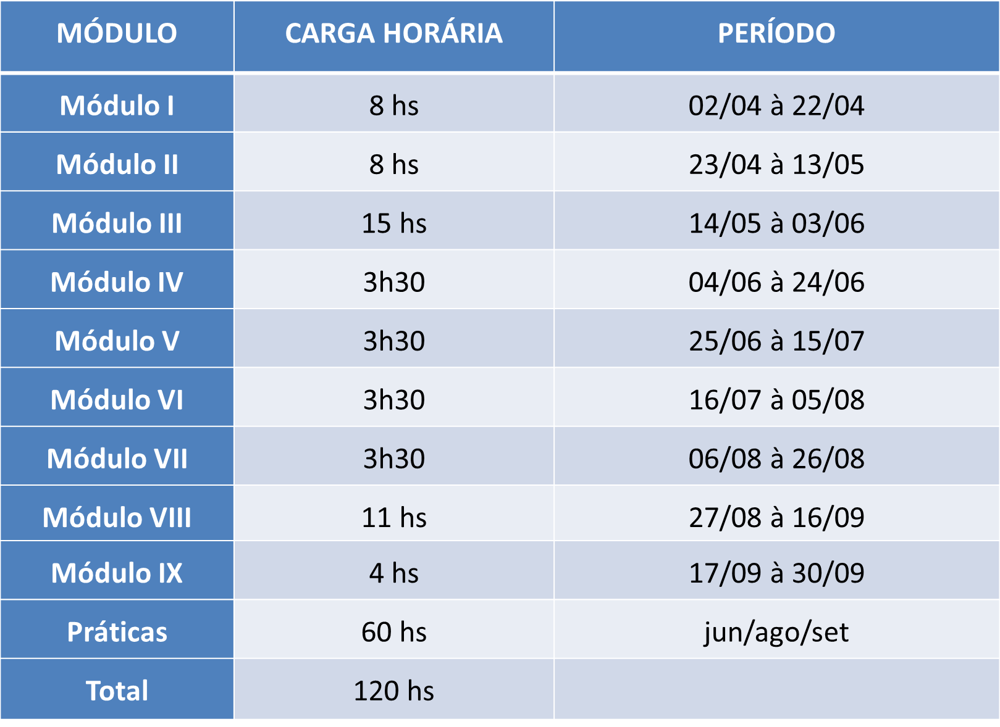 MÓDULO CARGA HORÁRIA PERÍODO
Módulo I 8 hs 02/04 à 22/04
Módulo II 8 hs 23/04 à 13/05
Módulo III 15 hs 14/05 à 03/06
Módulo IV 3h30 04/06 à 24/06
Módulo V 3h30 25/06 à 15/07
Módulo VI 3h30 16/07 à 05/08
Módulo VII 3h30 06/08 à 26/08
Módulo VIII 11 hs 27/08 à 16/09
Módulo IX 4 hs 17/09 à 30/09
Práticas 60 hs jun/ago/set
Total 120 hs